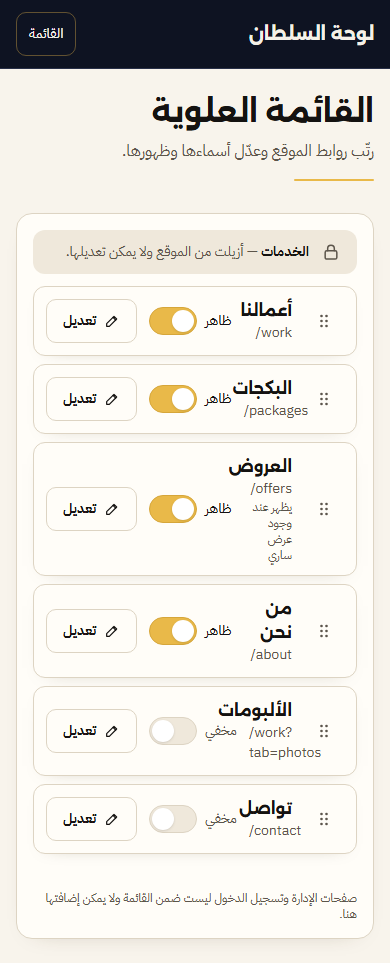 لوحة السلطان
القائمة
القائمة العلوية
رتّب روابط الموقع وعدّل أسماءها وظهورها.
الخدمات — أزيلت من الموقع ولا يمكن تعديلها.
أعمالنا
/work
ظاهر
تعديل
البكجات
/packages
ظاهر
تعديل
العروض
/offers
يظهر عند
وجود
عرض
ساري
ظاهر
تعديل
من
نحن
/about
ظاهر
تعديل
الألبومات
/work?
tab=photos
مخفي
تعديل
تواصل
/contact
مخفي
تعديل
صفحات الإدارة وتسجيل الدخول ليست ضمن القائمة ولا يمكن إضافتها
هنا.